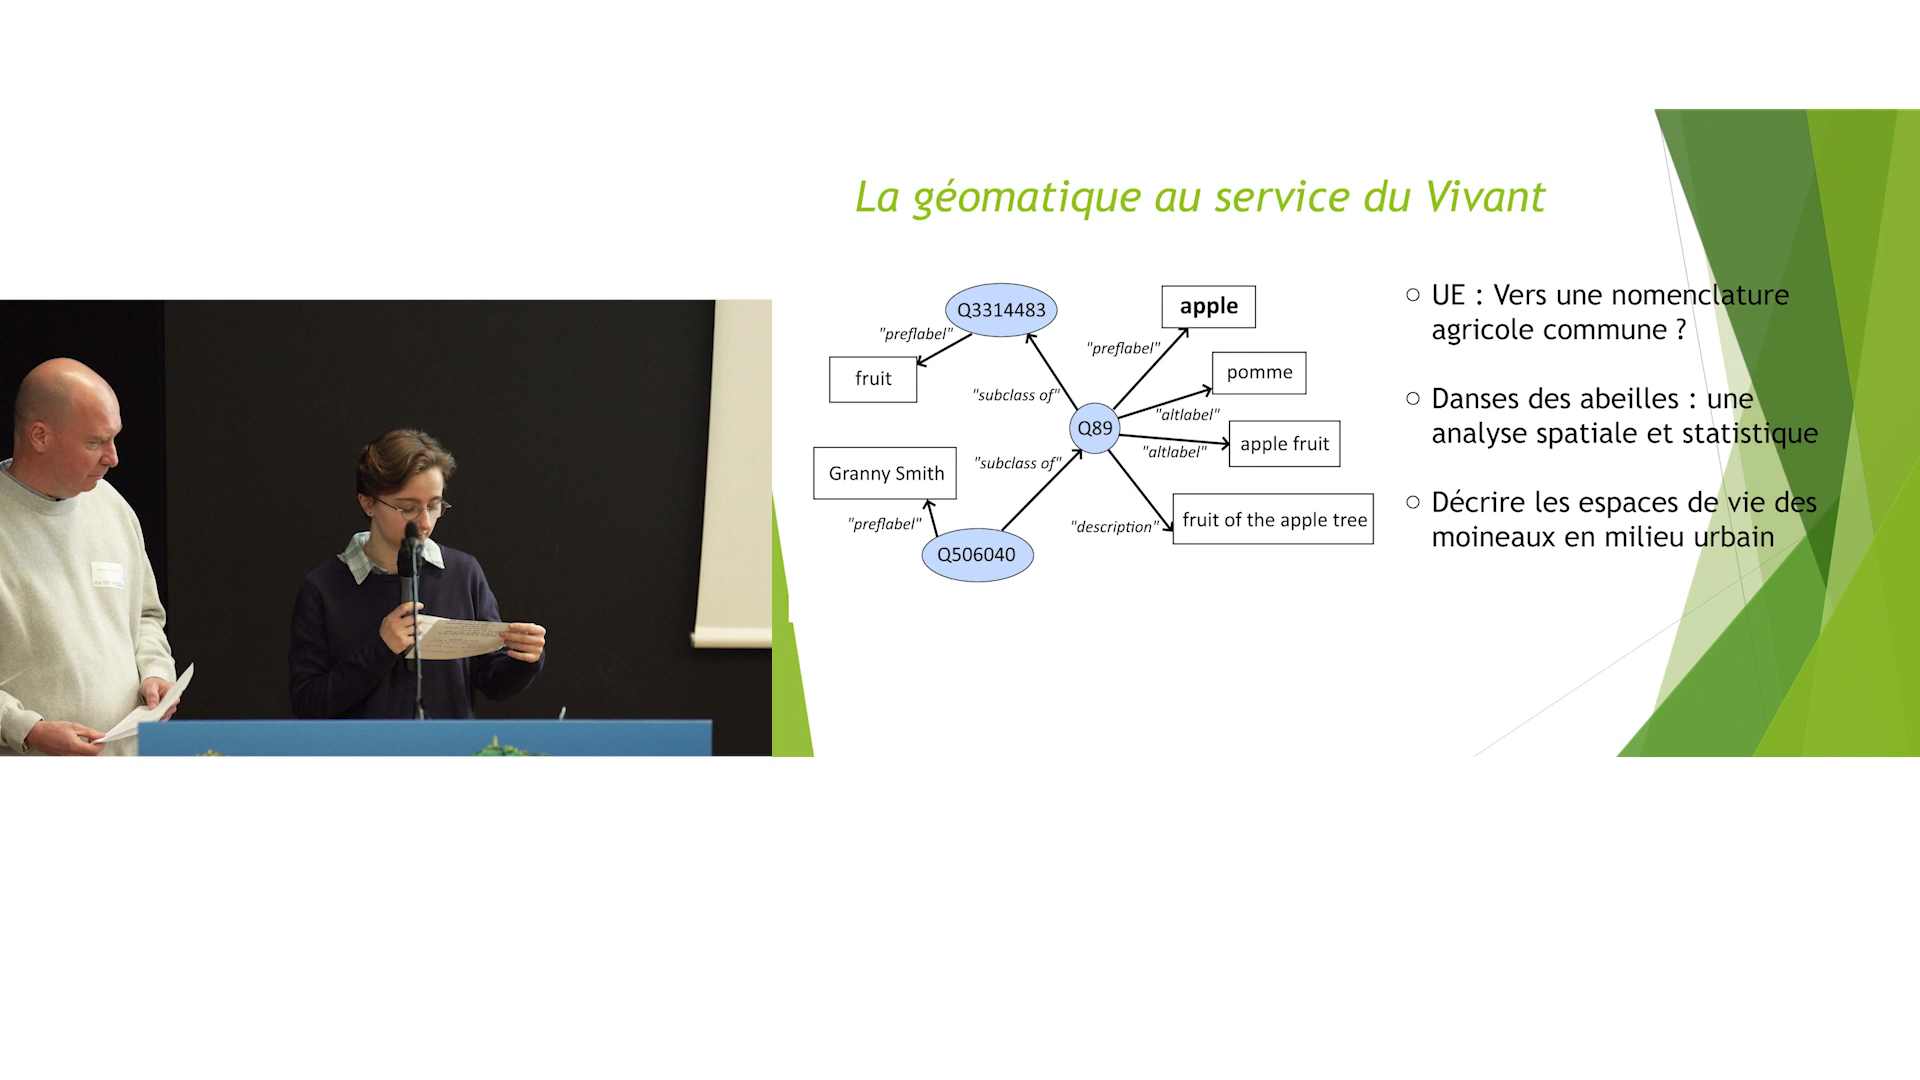 La géomatique au service du Vivant
Q3314483
"preflabel"
fruit
"subclass of"
apple
"preflabel"
pomme
"altlabel"
Q89
apple fruit
"altlabel"
Granny Smith
"subclass of"
"preflabel"
Q506040
"description"
fruit of the apple tree
UE : Vers une nomenclature
agricole commune ?
Danses des abeilles : une
analyse spatiale et statistique
Décrire les espaces de vie des
moineaux en milieu urbain